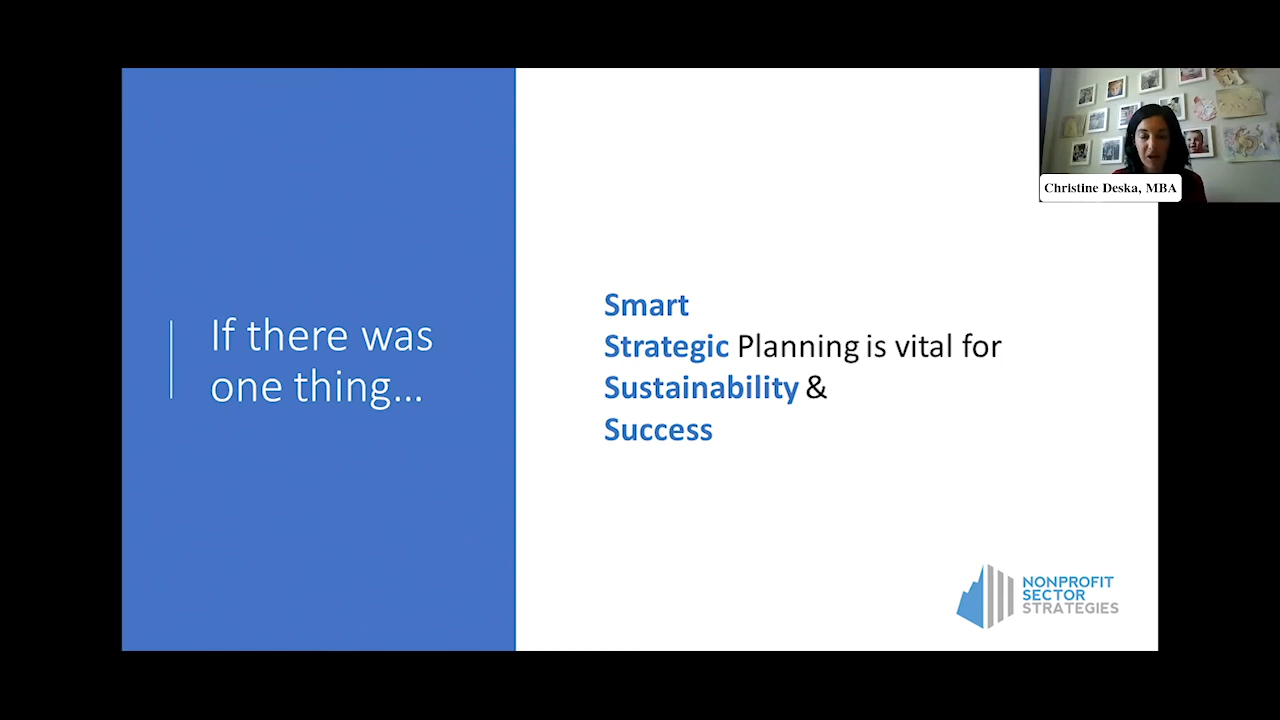 Christine Deska, MBA
If there was
one thing...
Smart
Strategic Planning is vital for
Sustainability &
Success
NONPROFIT
SECTOR
STRATEGIES